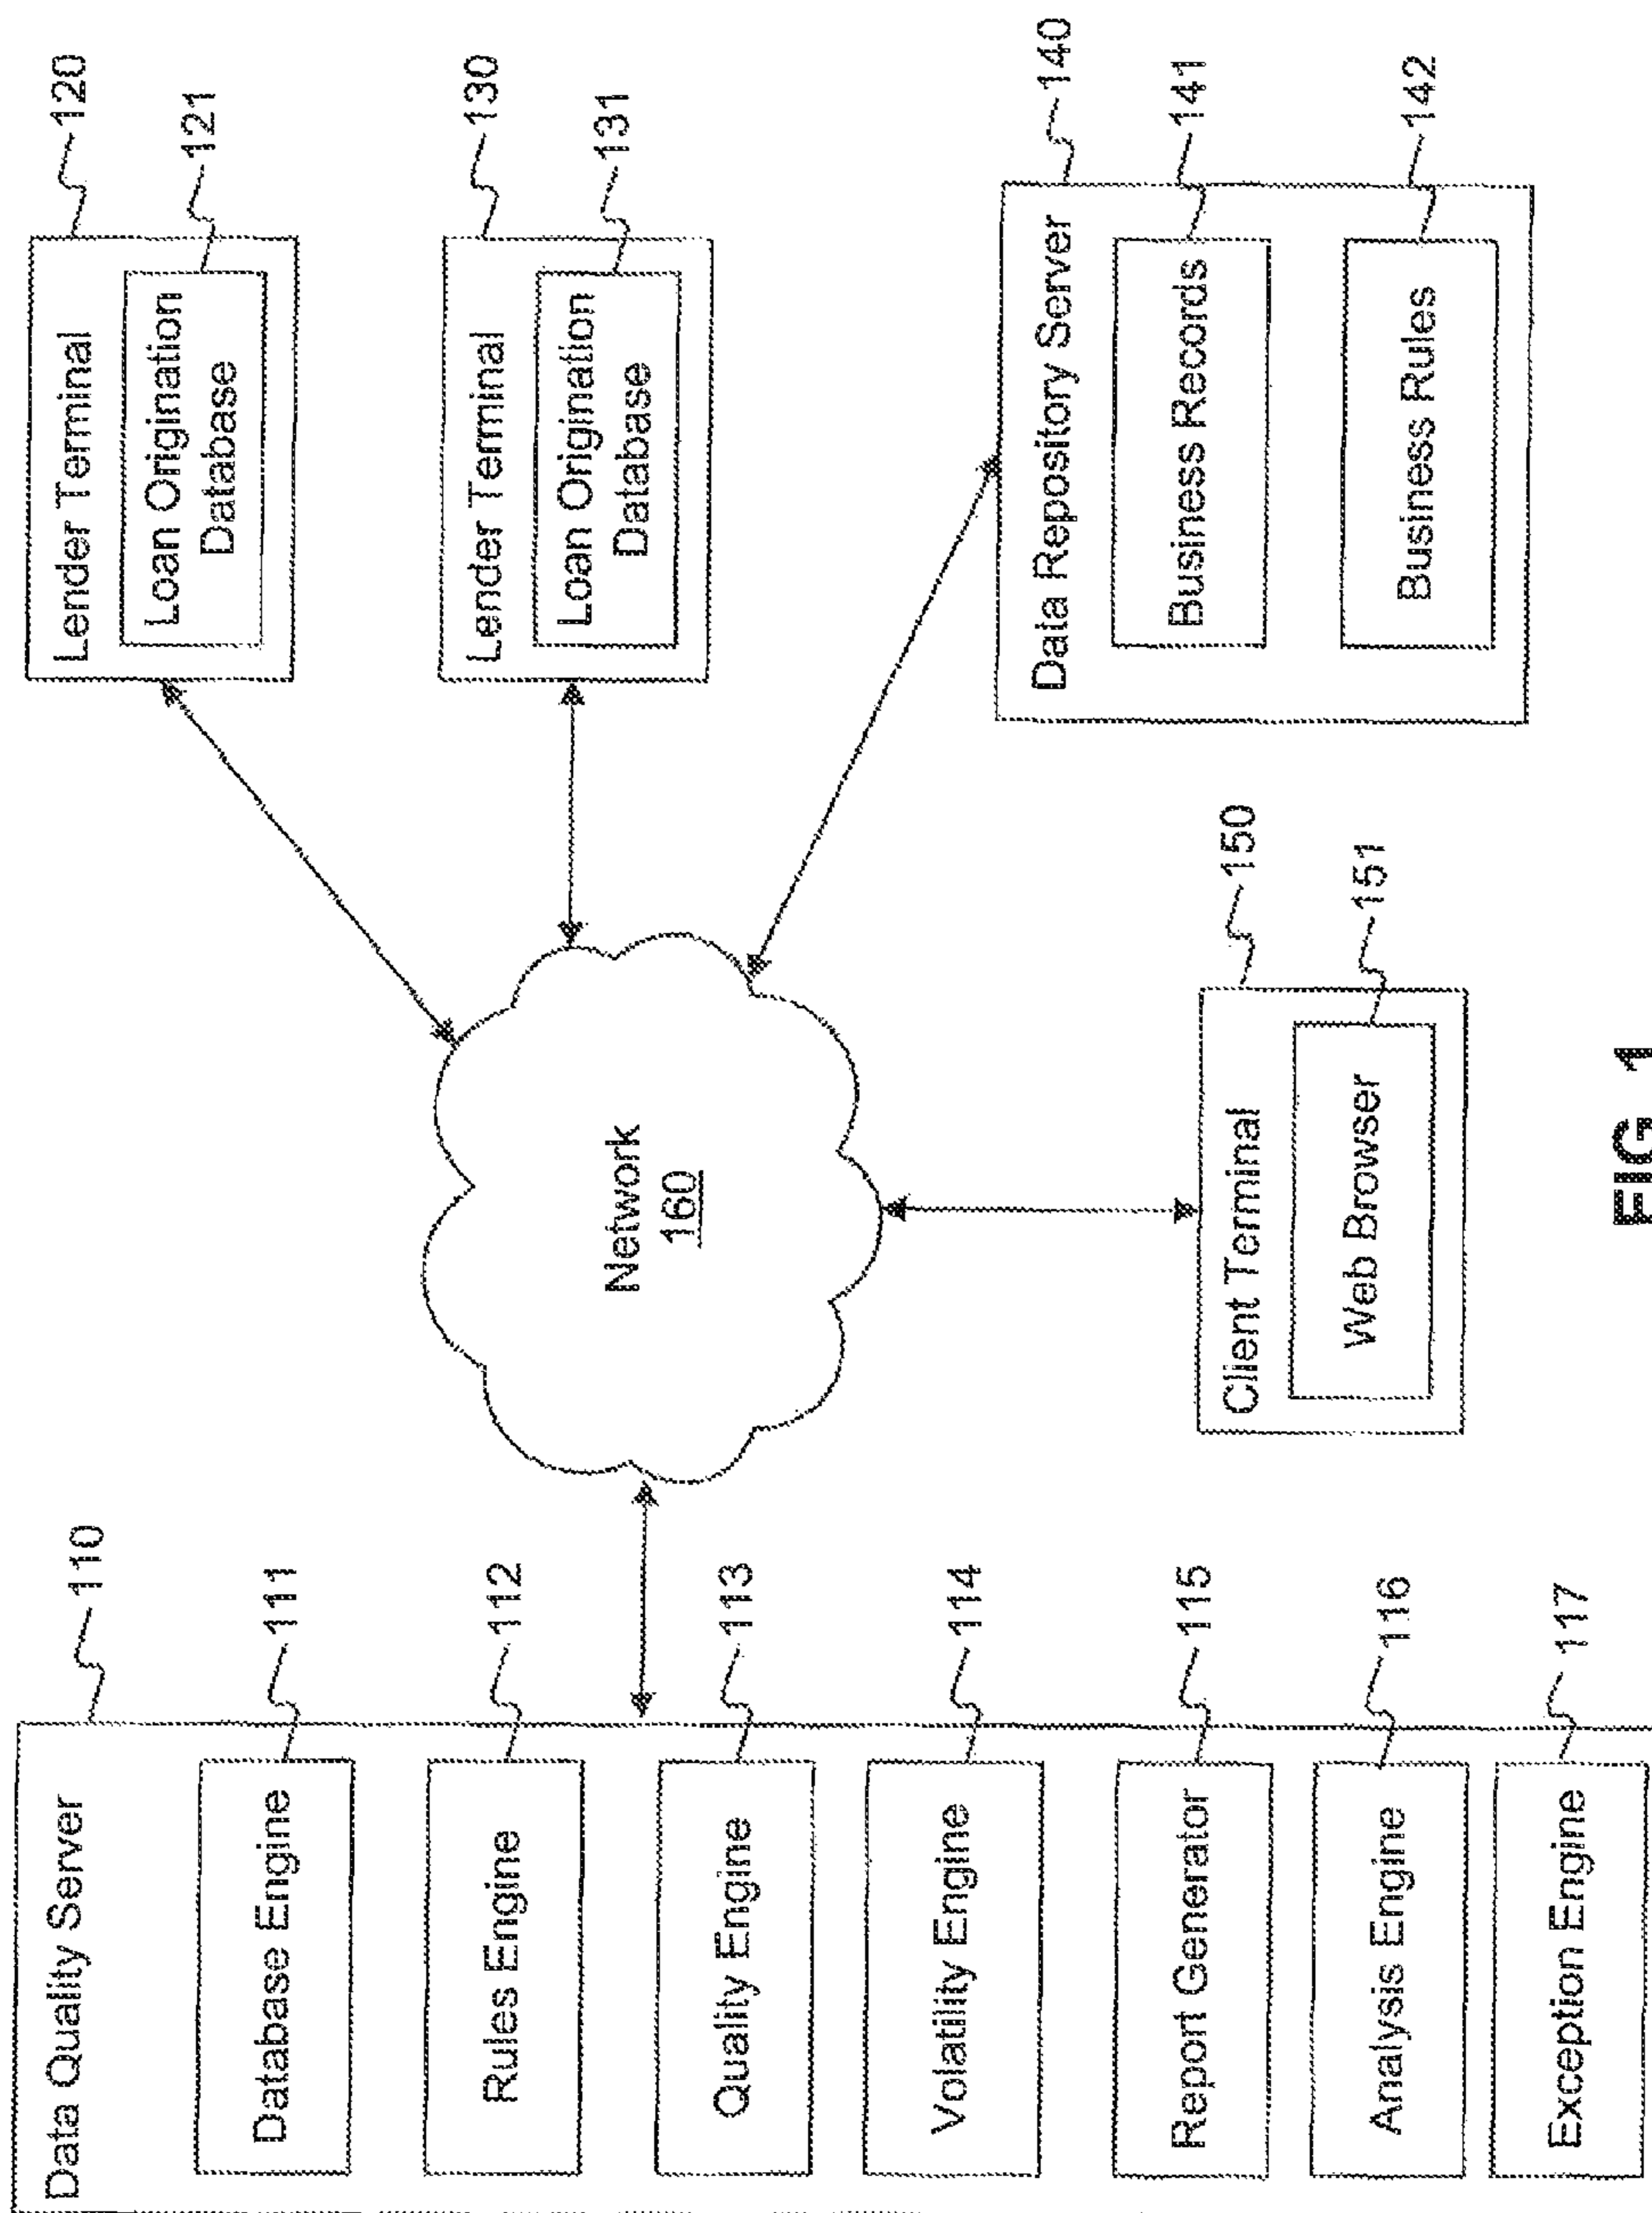 Data Quality Server
110
Database Engine
111
Rules Engine
112
Quality Engine
113
Volatility Engine
114
Report Generator
115
Analysis Engine
116
Exception Engine
117
Network
160
Lender Terminal
120
Loan Origination
Database
121
Lender Terminal
130
Loan Origination
Database
131
Data Repository Server
140
Business Records
141
Business Rules
142
Client Terminal
150
Web Browser
151
FIG. 1